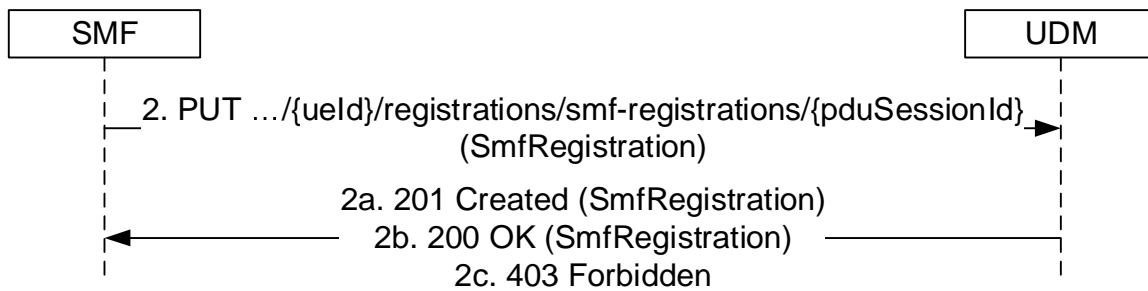 SMF
UDM
2. PUT …/{ueId}/registrations/smf-registrations/{pduSessionId}
(SmfRegistration)
2a. 201 Created (SmfRegistration)
2b. 200 OK (SmfRegistration)
2c. 403 Forbidden